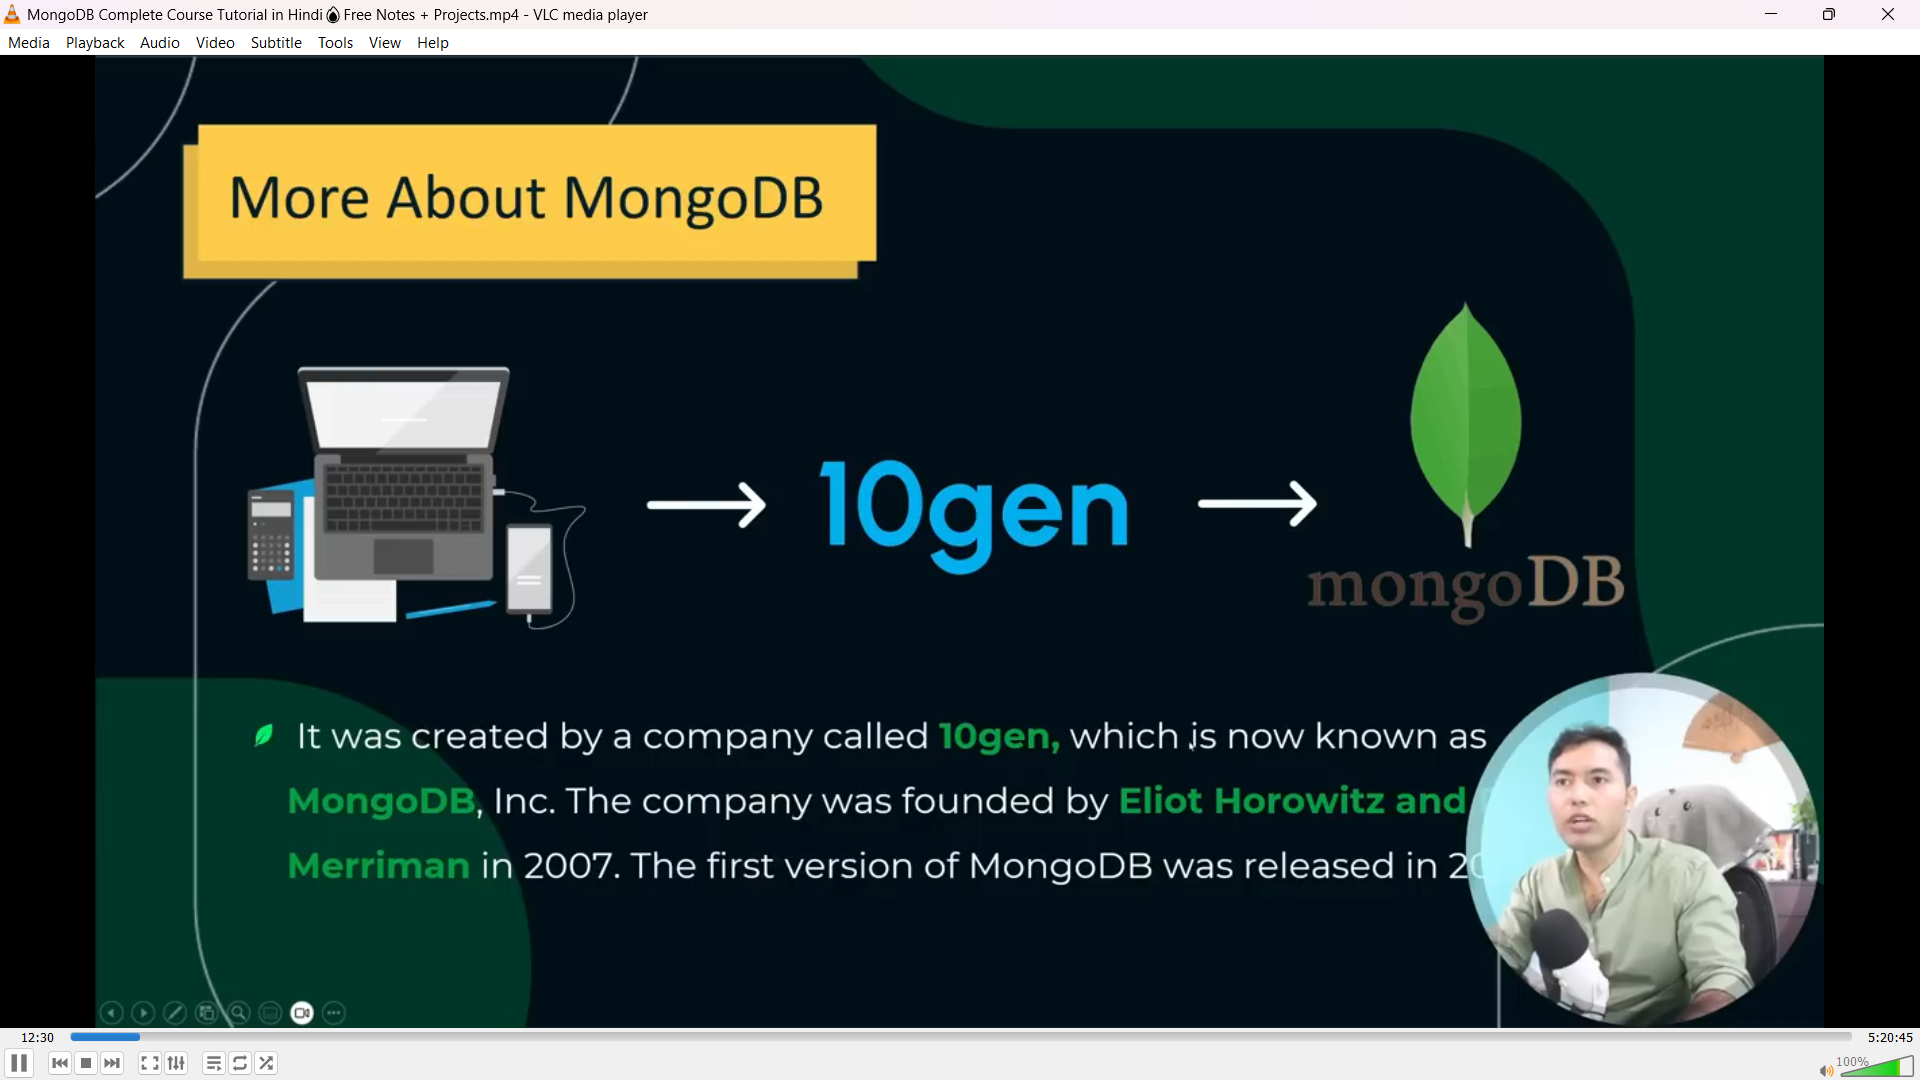 MongoDB Complete Course Tutorial in Hindi Free Notes + Projects.mp4 - VLC media player
Media Playback Audio Video Subtitle Tools View Help
More About MongoDB
10gen
mongoDB
It was created by a company called 10gen, which is now known as
MongoDB, Inc. The company was founded by Eliot Horowitz and
Merriman in 2007. The first version of MongoDB was released in
12:30
5:20:45
100%